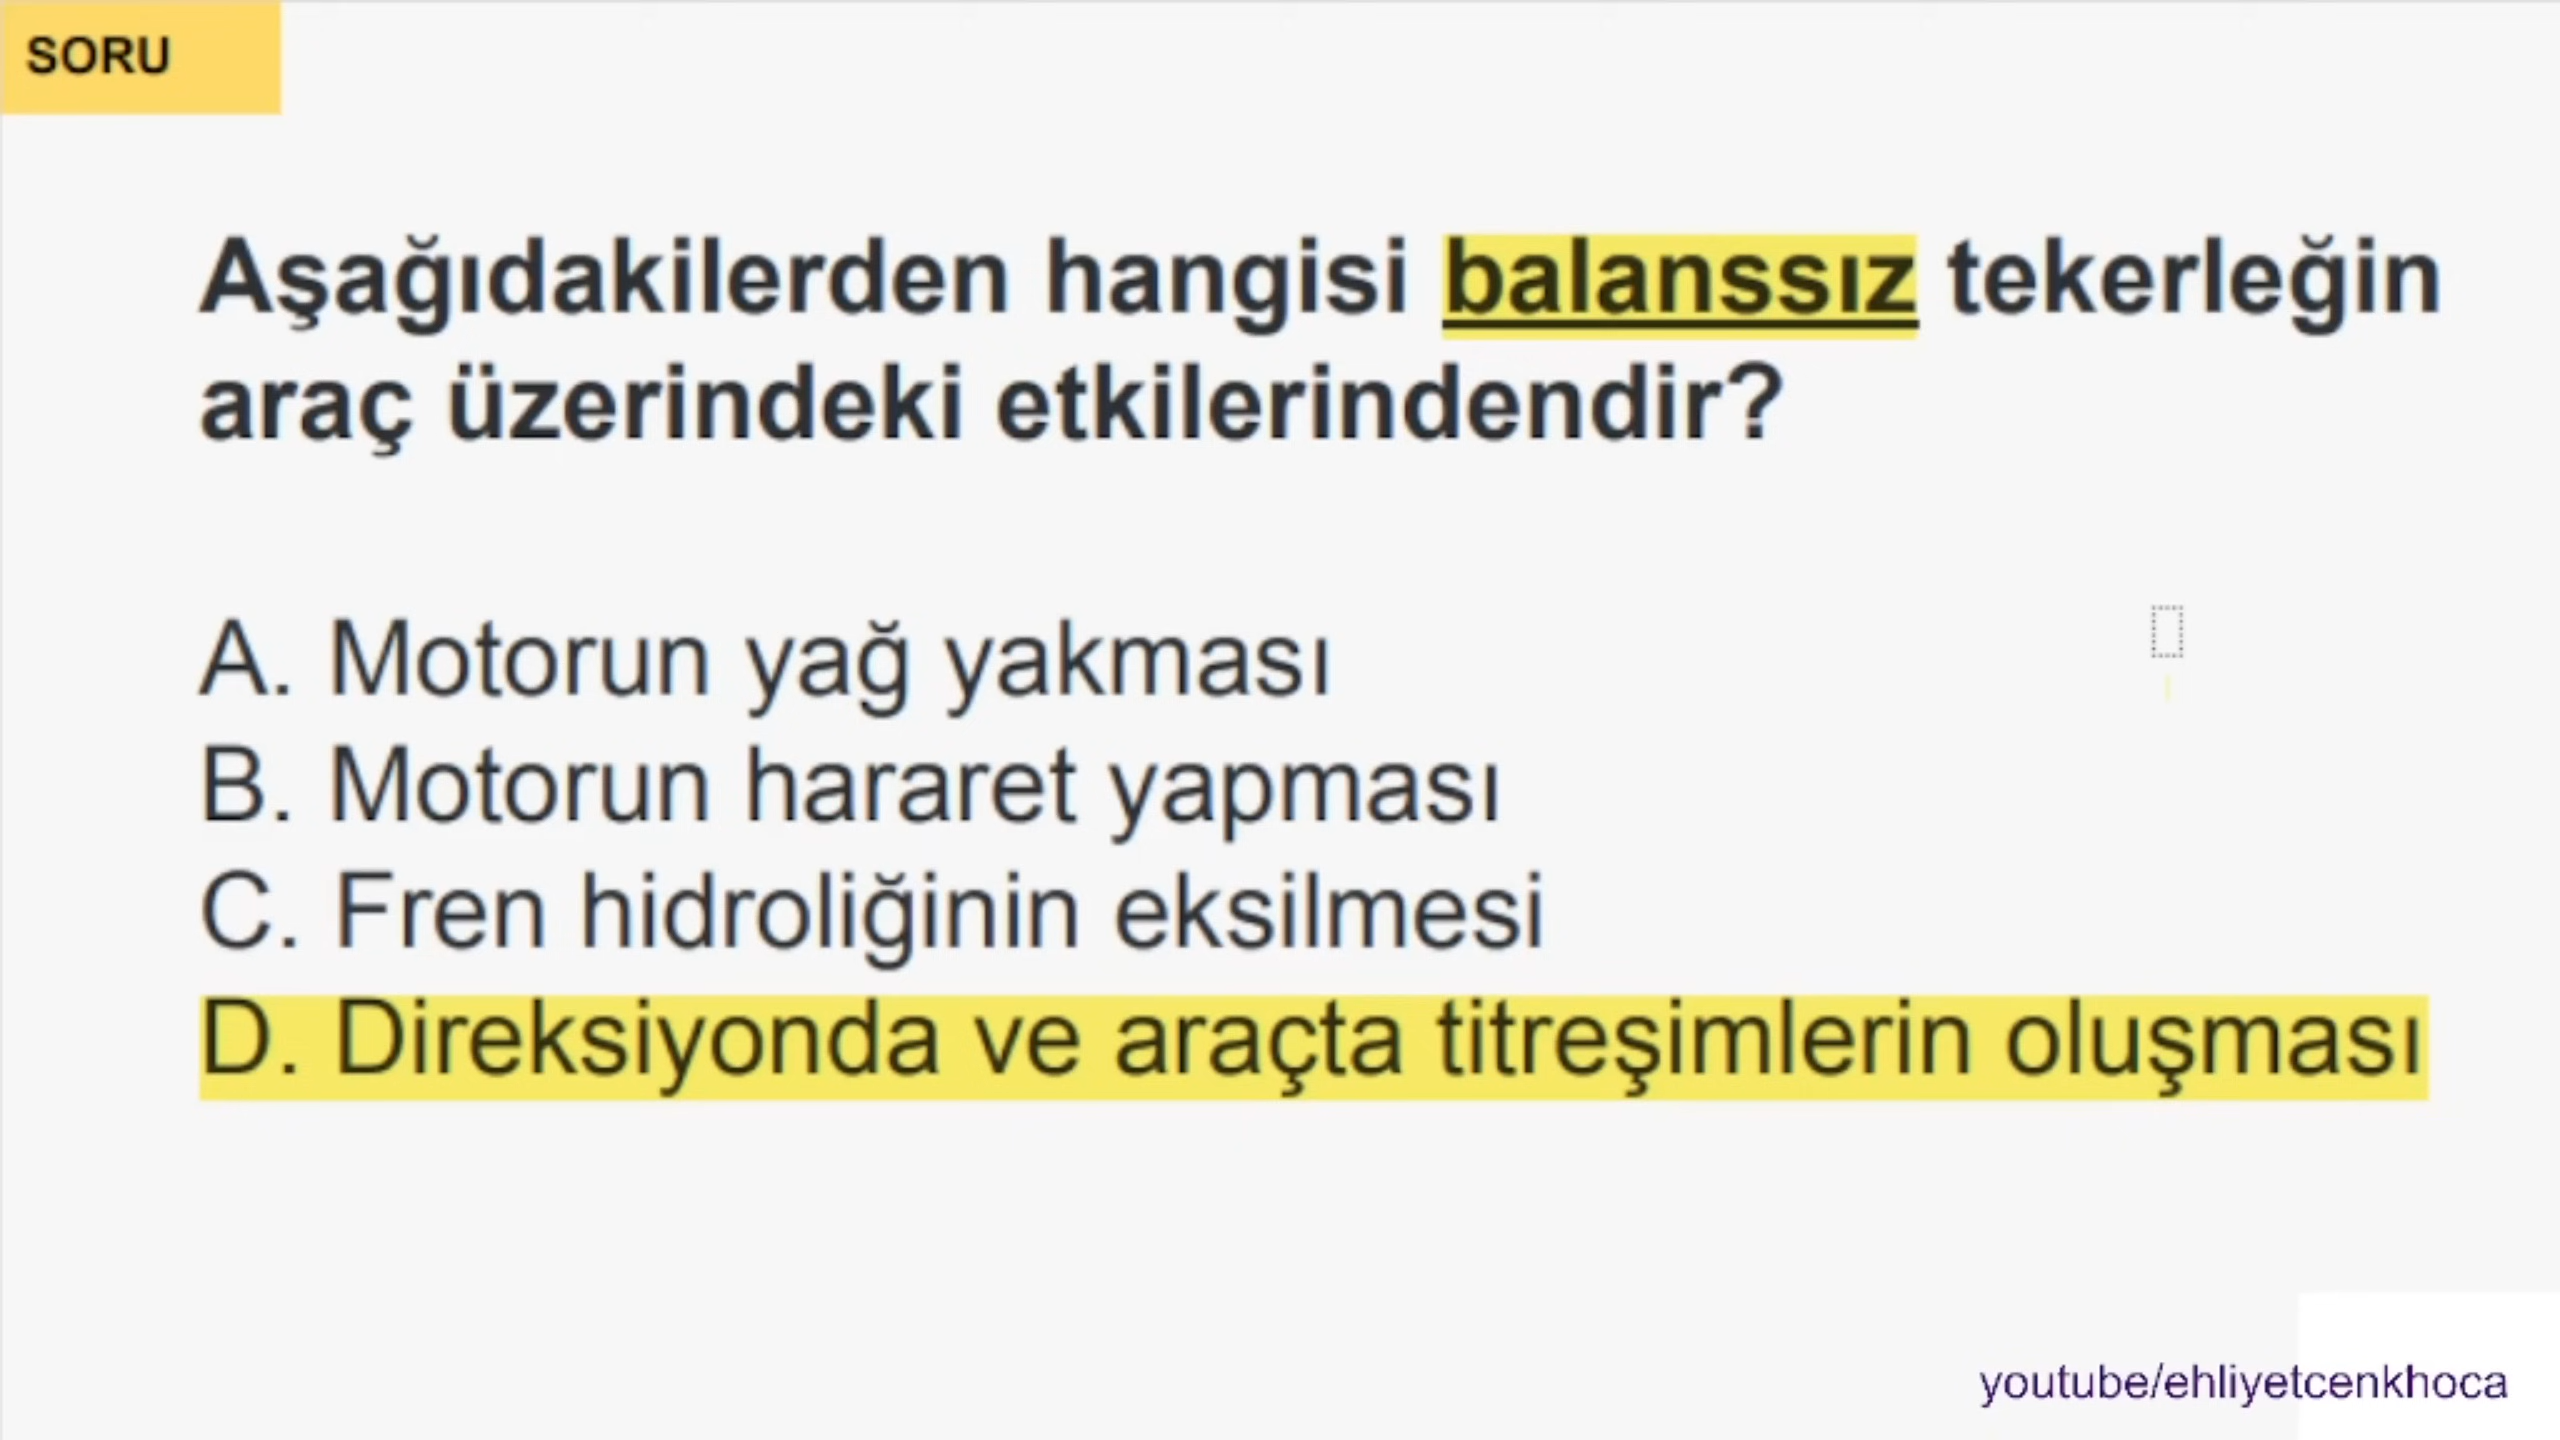 SORU
Aşağıdakilerden hangisi balanssız tekerleğin
araç üzerindeki etkilerindendir?
A. Motorun yağ yakması
B. Motorun hararet yapması
C. Fren hidroliğinin eksilmesi
D. Direksiyonda ve araçta titreşimlerin oluşması
youtube/ehliyetcenkhoca